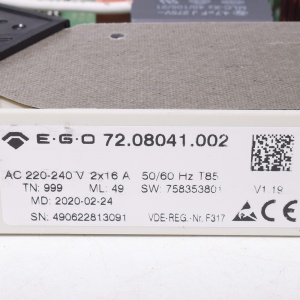 E·G·O 72.08041.002
AC 220-240 V 2x16 A 50/60 Hz T85
TN: 999 ML: 49 SW: 758353801 V1.19
MD: 2020-02-24
SN: 490622813091 VDE-REG.-Nr. F317 CE